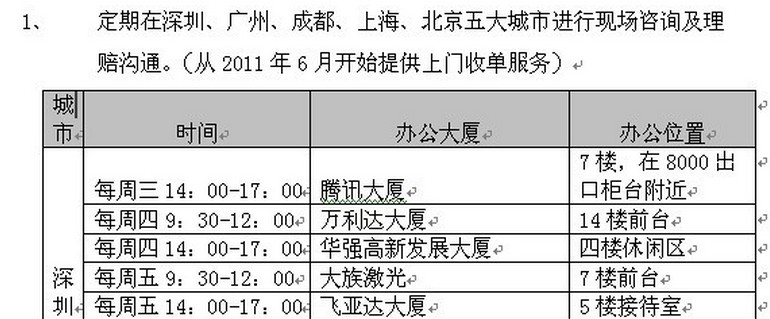 1、 定期在深圳、广州、成都、上海、北京五大城市进行现场咨询及理
赔沟通。（从 2011 年 6 月开始提供上门收单服务）
城市 时间 办公大厦 办公位置
每周三 14：00-17：00 腾讯大厦 7 楼，在 8000 出口柜台附近
每周四 9：30-12：00 万利达大厦 14 楼前台
每周四 14：00-17：00 华强高新发展大厦 四楼休闲区
深圳 每周五 9：30-12：00 大族激光 7 楼前台
每周五 14：00-17：00 飞亚达大厦 5 楼接待室